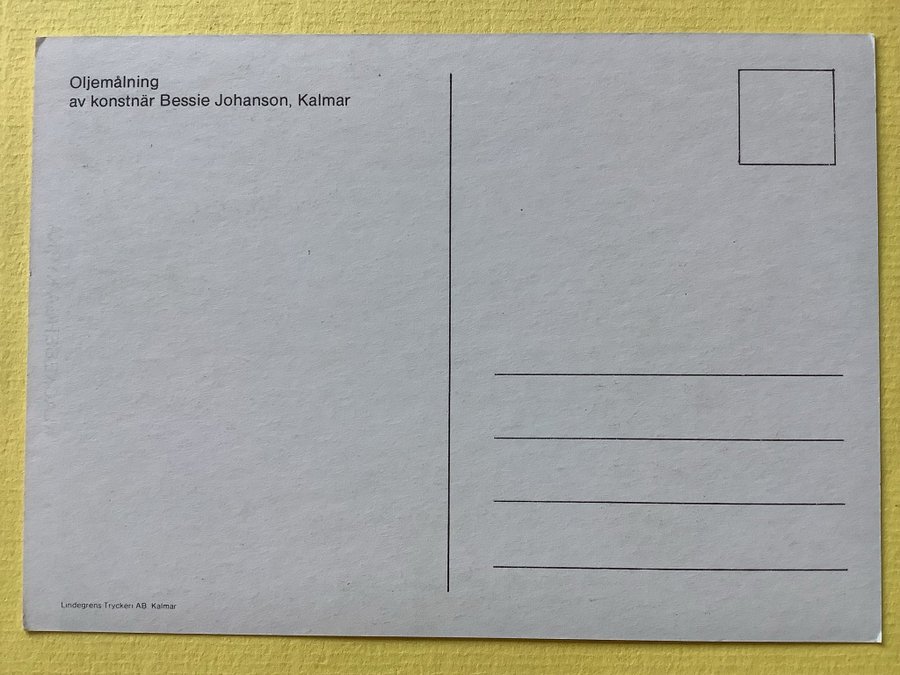 Oljemålning
av konstnär Bessie Johanson, Kalmar
Lindegrens Tryckeri AB Kalmar